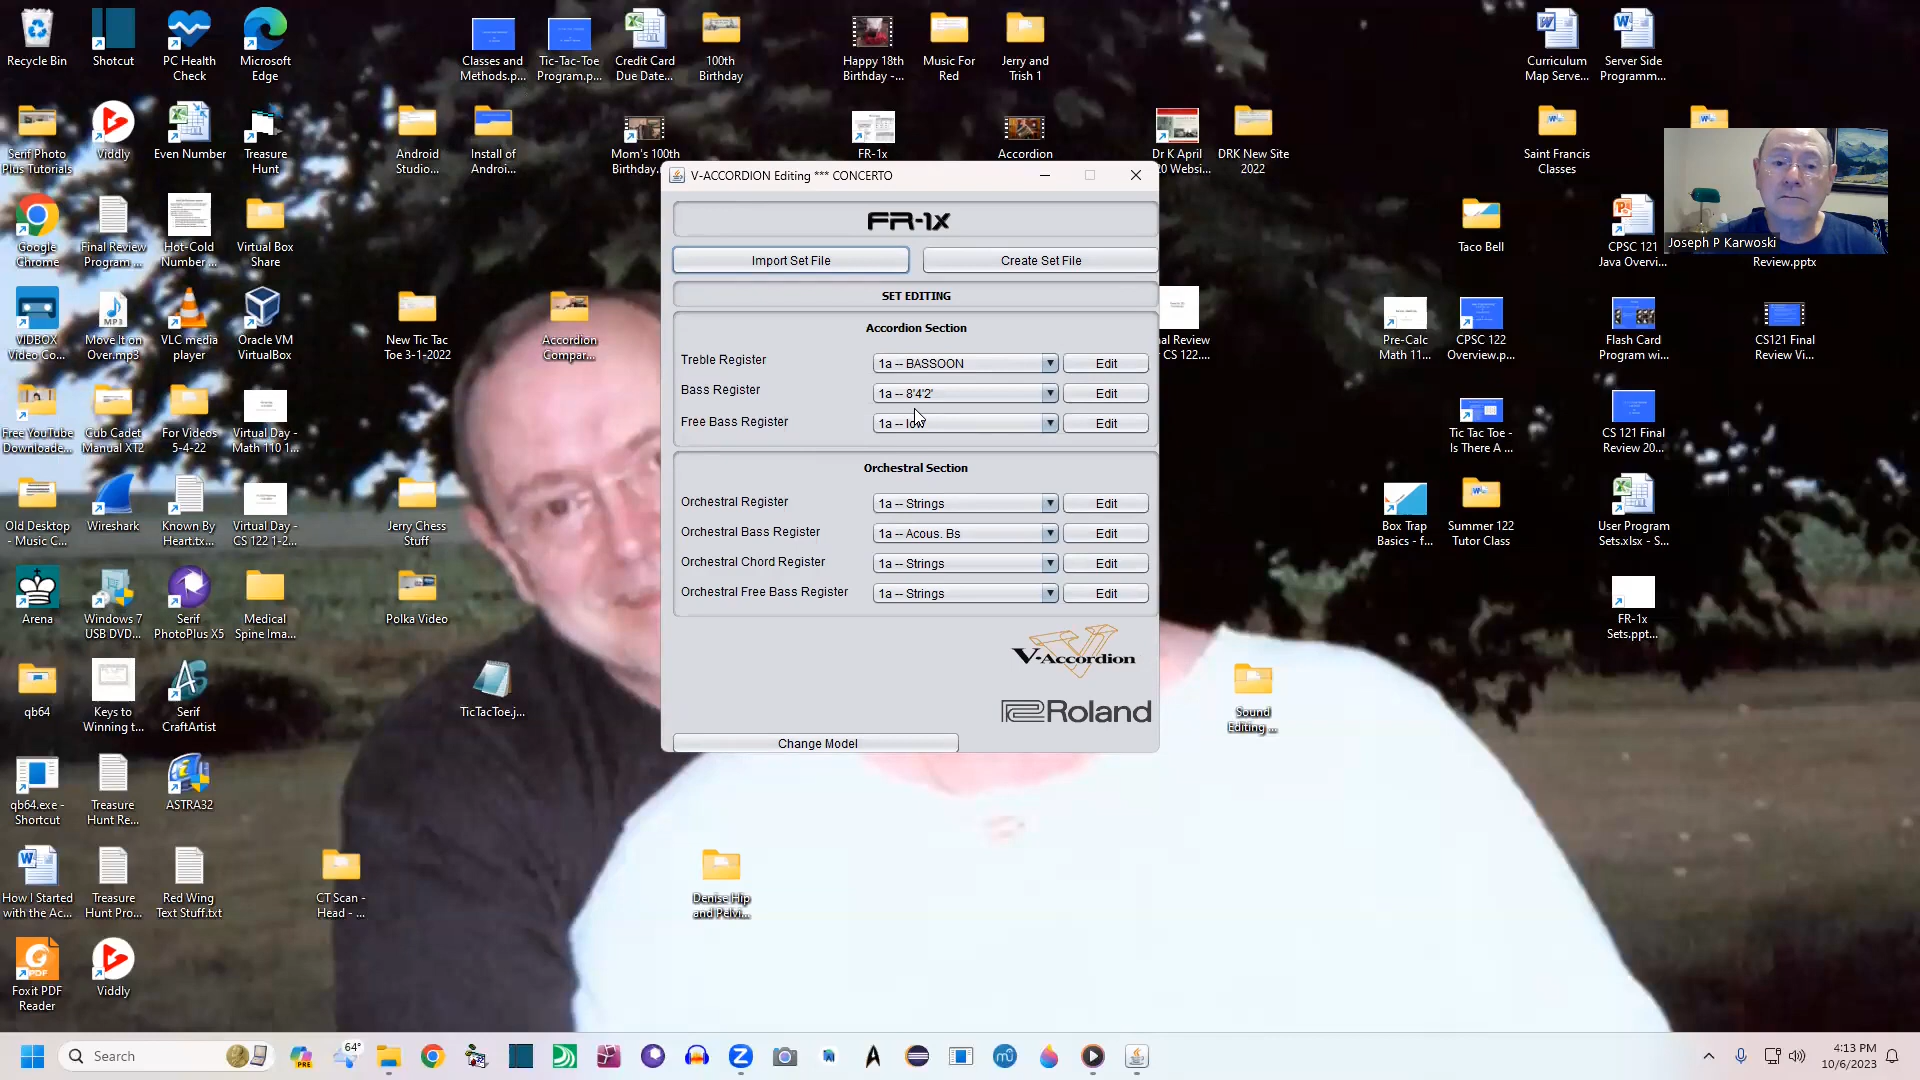 Recycle Bin
Shotcut
PC Health
Check
Microsoft
Edge
Classes and
Methods.p...
Tic-Tac-Toe
Program.p...
Credit Card
Due Date...
100th
Birthday
Happy 18th
Birthday -...
Music For
Red
Jerry and
Trish 1
Curriculum
Map Serve...
Server Side
Programm...
Serif Photo
Plus Tutorials
Viddly
Even Number
Treasure
Hunt
Android
Studio...
Install of
Androi...
Mom's 100th
Birthday...
FR-1x
Accordion
Dr K April
20 Websi...
DRK New Site
2022
Saint Francis
Classes
Google
Chrome
Final Review
Program ...
Hot-Cold
Number ...
Virtual Box
Share
Taco Bell
CPSC 121
Java Overvi...
Review.pptx
Joseph P Karwoski
VIDBOX
Video Co...
Move It on
Over.mp3
VLC media
player
Oracle VM
VirtualBox
New Tic Tac
Toe 3-1-2022
Accordion
Compar...
CS 122....
Pre-Calc
Math 11...
CPSC 122
Overview.p...
Flash Card
Program wi...
CS121 Final
Review Vi...
Free YouTube
Downloade...
Cub Cadet
Manual XT2
For Videos
5-4-22
Virtual Day -
Math 110 1...
Tic Tac Toe -
Is There A ...
CS 121 Final
Review 20...
Old Desktop
- Music C...
Wireshark
Known By
Heart.tx...
Virtual Day -
CS 122 1-2...
Jerry Chess
Stuff
Box Trap
Basics - f...
Summer 122
Tutor Class
User Program
Sets.xlsx - S...
Arena
Windows 7
USB DVD...
Serif
PhotoPlus X5
Medical
Spine Ima...
Polka Video
FR-1x
Sets.ppt...
qb64
Keys to
Winning t...
Serif
CraftArtist
TicTacToe.j...
Sound
Editing ...
qb64.exe -
Shortcut
Treasure
Hunt Re...
ASTRA32
How I Started
with the Ac...
Treasure
Hunt Pro...
Red Wing
Text Stuff.txt
CT Scan -
Head - ...
Denise Hip
and Pelvi...
Foxit PDF
Reader
Viddly
V-ACCORDION Editing *** CONCERTO
FR-1X
Import Set File
Create Set File
SET EDITING
Accordion Section
Treble Register
1a -- BASSOON
Edit
Bass Register
1a -- 8'4'2'
Edit
Free Bass Register
1a --
Edit
Orchestral Section
Orchestral Register
1a -- Strings
Edit
Orchestral Bass Register
1a -- Acous. Bs
Edit
Orchestral Chord Register
1a -- Strings
Edit
Orchestral Free Bass Register
1a -- Strings
Edit
V-Accordion
Roland
Change Model
Search
64°
4:13 PM
10/6/2023